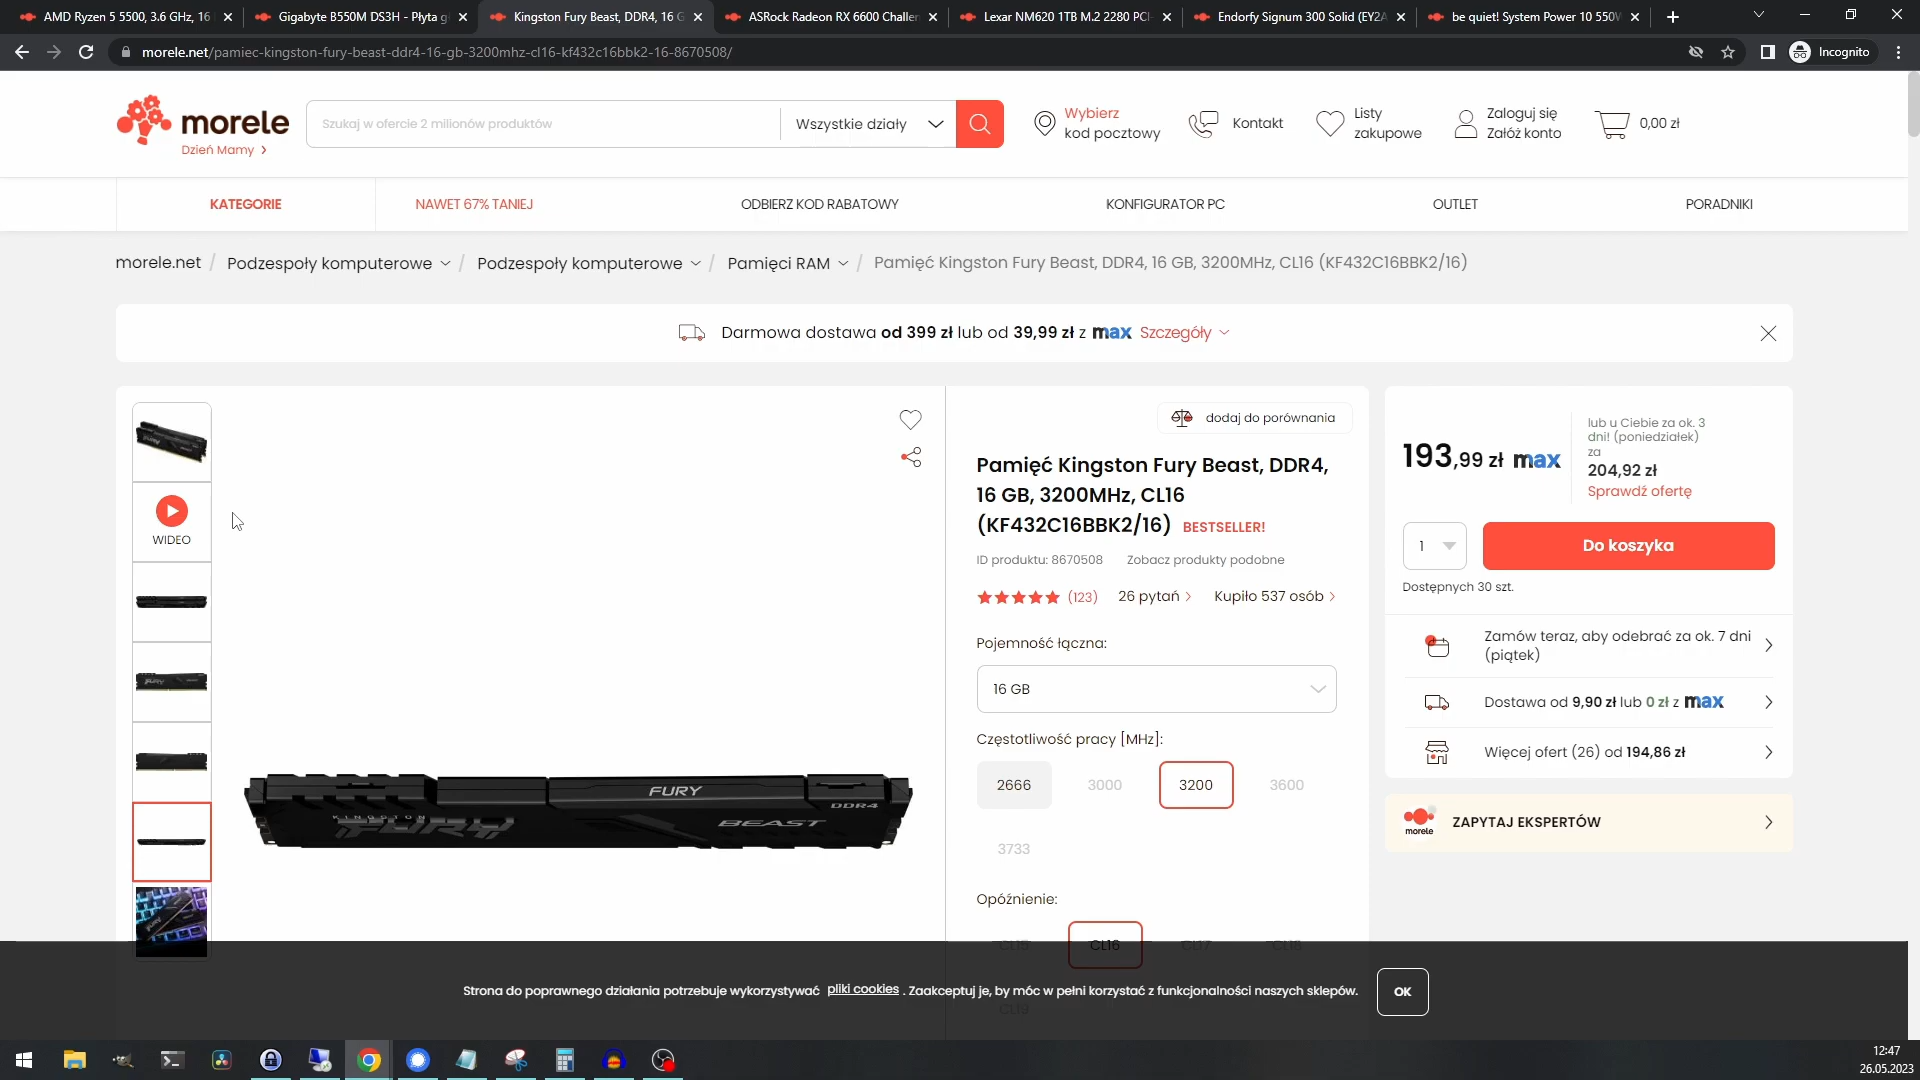 AMD Ryzen 5 5500, 3.6 GHz, 16
Gigabyte B550M DS3H - Płyta g
Kingston Fury Beast, DDR4, 16 G
ASRock Radeon RX 6600 Challen
Lexar NM620 1TB M.2 2280 PCI-
Endorfy Signum 300 Solid (EY2A
be quiet! System Power 10 550W
morele.net/pamiec-kingston-fury-beast-ddr4-16-gb-3200mhz-cl16-kf432c16bbk2-16-8670508/
Incognito
morele
Dzień Mamy
Szukaj w ofercie 2 milionów produktów
Wszystkie działy
Wybierz
kod pocztowy
Kontakt
Listy
zakupowe
Zaloguj się
Załóż konto
0,00 zł
KATEGORIE
NAWET 67% TANIEJ
ODBIERZ KOD RABATOWY
KONFIGURATOR PC
OUTLET
PORADNIKI
morele.net / Podzespoły komputerowe / Podzespoły komputerowe / Pamięci RAM / Pamięć Kingston Fury Beast, DDR4, 16 GB, 3200MHz, CL16 (KF432C16BBK2/16)
Darmowa dostawa od 399 zł lub od 39,99 zł z max Szczegóły
WIDEO
KINGSTON
FURY
FURY
BEAST
DDR4
dodaj do porównania
Pamięć Kingston Fury Beast, DDR4,
16 GB, 3200MHz, CL16
(KF432C16BBK2/16) BESTSELLER!
ID produktu: 8670508
Zobacz produkty podobne
(123)
26 pytań
Kupiło 537 osób
Pojemność łączna:
16 GB
Częstotliwość pracy [MHz]:
2666
3000
3200
3600
3733
Opóźnienie:
CL15
CL16
CL17
CL18
CL19
193,99 zł max
lub u Ciebie za ok. 3
dni! (poniedziałek)
za
204,92 zł
Sprawdź ofertę
1
Do koszyka
Dostępnych 30 szt.
Zamów teraz, aby odebrać za ok. 7 dni
(piątek)
Dostawa od 9,90 zł lub 0 zł z max
Więcej ofert (26) od 194,86 zł
morele
ZAPYTAJ EKSPERTÓW
Strona do poprawnego działania potrzebuje wykorzystywać pliki cookies . Zaakceptuj je, by móc w pełni korzystać z funkcjonalności naszych sklepów.
OK
12:47
26.05.2023